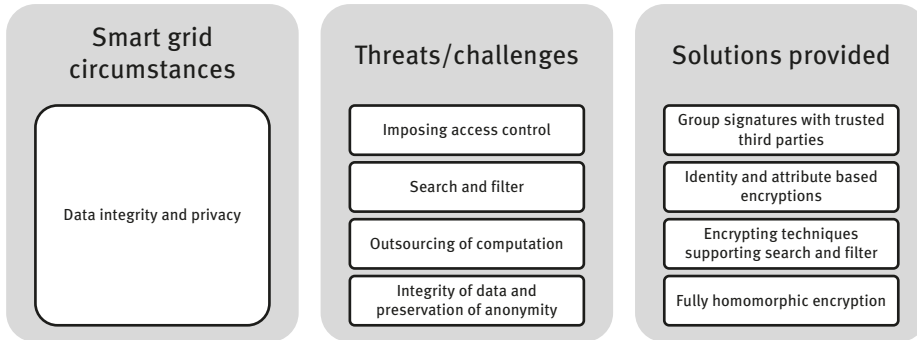 Smart grid
circumstances
Data integrity and privacy
Threats/challenges
Imposing access control
Search and filter
Outsourcing of computation
Integrity of data and
preservation of anonymity
Solutions provided
Group signatures with trusted
third parties
Identity and attribute based
encryptions
Encrypting techniques
supporting search and filter
Fully homomorphic encryption